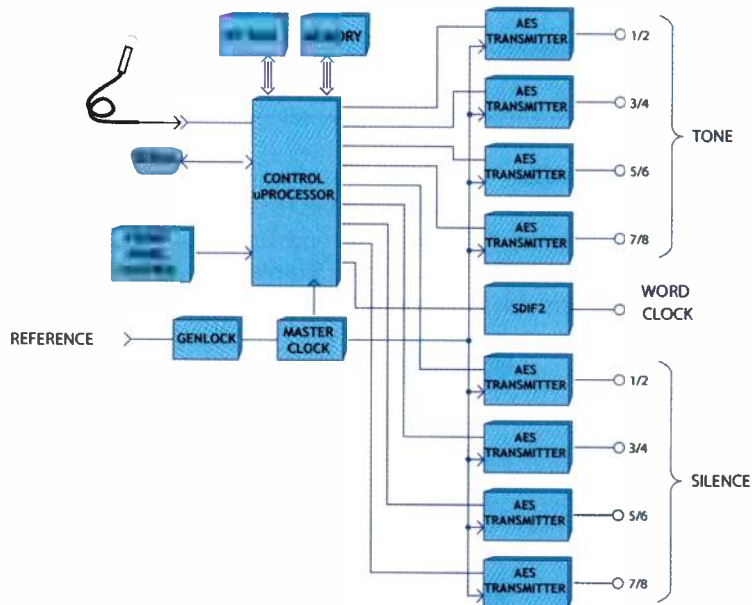 AES
TRANSMITTER
1/2
AES
TRANSMITTER
3/4
TONE
AES
TRANSMITTER
5/6
AES
TRANSMITTER
7/8
CONTROL
uPROCESSOR
SDIF2
WORD
CLOCK
REFERENCE
GENLOCK
MASTER
CLOCK
AES
TRANSMITTER
1/2
AES
TRANSMITTER
3/4
SILENCE
AES
TRANSMITTER
5/6
AES
TRANSMITTER
7/8